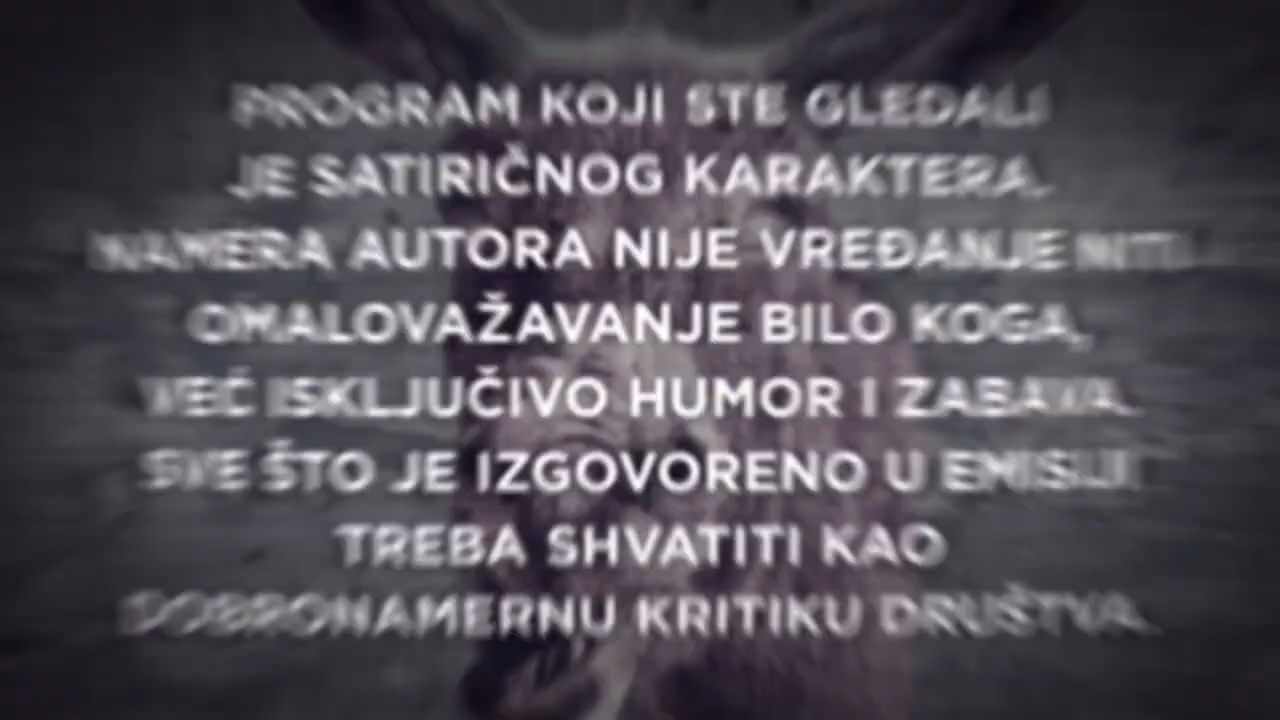 PROGRAM KOJI STE GLEDALI
JE SATIRIČNOG KARAKTERA.
NAMERA AUTORA NIJE VREĐANJE NITI
OMALOVAŽAVANJE BILO KOGA,
VEĆ ISKLJUČIVO HUMOR I ZABAVA.
SVE ŠTO JE IZGOVORENO U EMISIJI
TREBA SHVATITI KAO
DOBRONAMERNU KRITIKU DRUŠTVA.